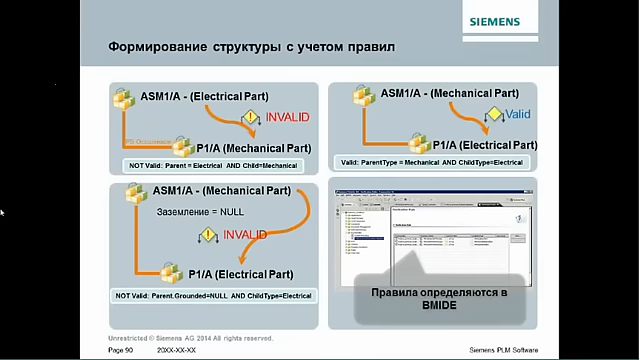 SIEMENS
Формирование структуры с учетом правил
ASM1/A - (Electrical Part)
INVALID
PS Occurrence
P1/A (Mechanical Part)
NOT Valid: Parent = Electrical AND Child=Mechanical
ASM1/A - (Mechanical Part)
Valid
P1/A (Electrical Part)
Valid: ParentType = Mechanical AND ChildType=Electrical
ASM1/A - (Mechanical Part)
Заземление = NULL
INVALID
P1/A (Electrical Part)
NOT Valid: Parent.Grounded=NULL AND ChildType=Electrical
Правила определяются в
BMIDE
Unrestricted © Siemens AG 2014 All rights reserved.
Page 90
20XX-XX-XX
Siemens PLM Software